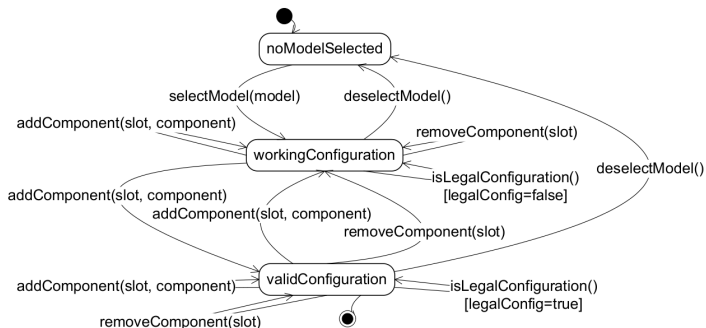 noModelSelected
selectModel(model)
deselectModel()
addComponent(slot, component)
removeComponent(slot)
workingConfiguration
isLegalConfiguration()
[legalConfig=false]
deselectModel()
addComponent(slot, component)
addComponent(slot, component)
removeComponent(slot)
validConfiguration
addComponent(slot, component)
isLegalConfiguration()
[legalConfig=true]
removeComponent(slot)